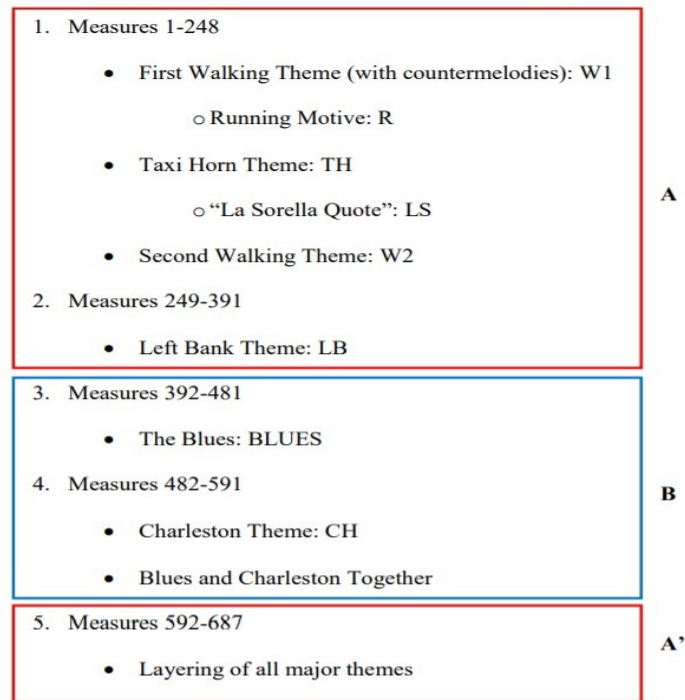 1. Measures 1-248
• First Walking Theme (with countermelodies): W1
o Running Motive: R
• Taxi Horn Theme: TH
o “La Sorella Quote”: LS
A
• Second Walking Theme: W2
2. Measures 249-391
• Left Bank Theme: LB
3. Measures 392-481
• The Blues: BLUES
4. Measures 482-591
B
• Charleston Theme: CH
• Blues and Charleston Together
5. Measures 592-687
A’
• Layering of all major themes